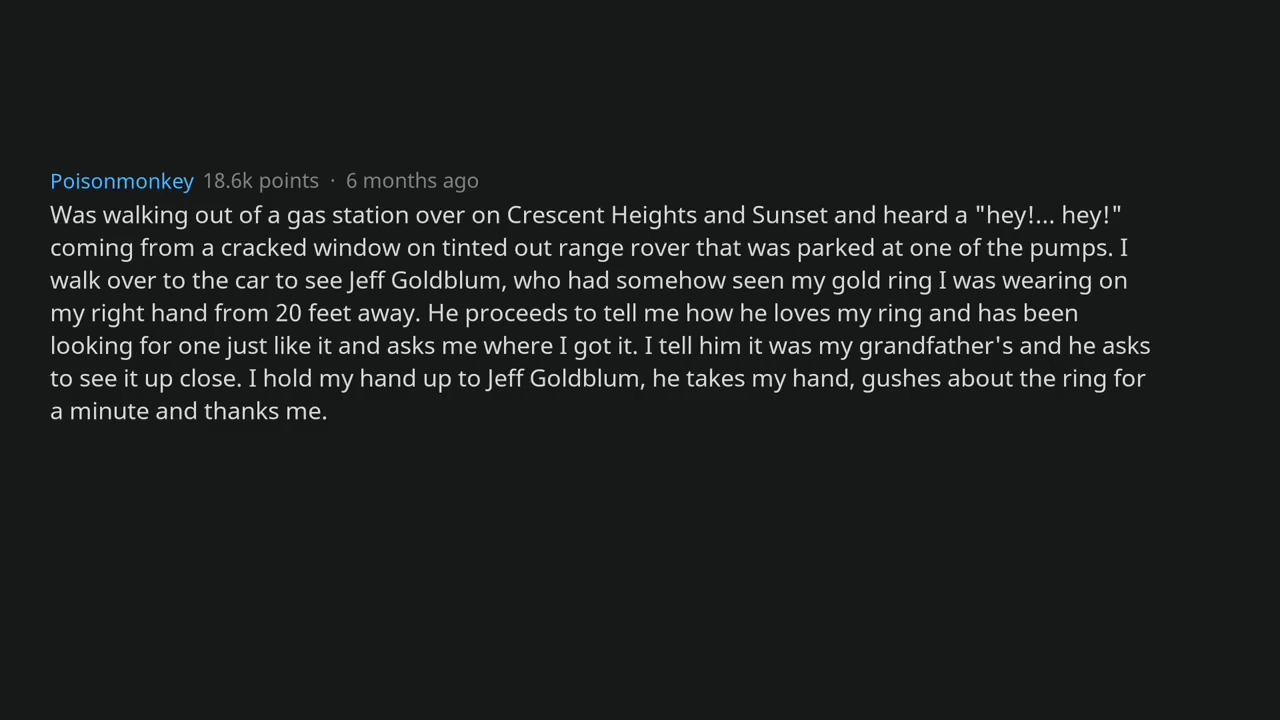 Poisonmonkey 18.6k points · 6 months ago
Was walking out of a gas station over on Crescent Heights and Sunset and heard a "hey!... hey!"
coming from a cracked window on tinted out range rover that was parked at one of the pumps. I
walk over to the car to see Jeff Goldblum, who had somehow seen my gold ring I was wearing on
my right hand from 20 feet away. He proceeds to tell me how he loves my ring and has been
looking for one just like it and asks me where I got it. I tell him it was my grandfather's and he asks
to see it up close. I hold my hand up to Jeff Goldblum, he takes my hand, gushes about the ring for
a minute and thanks me.